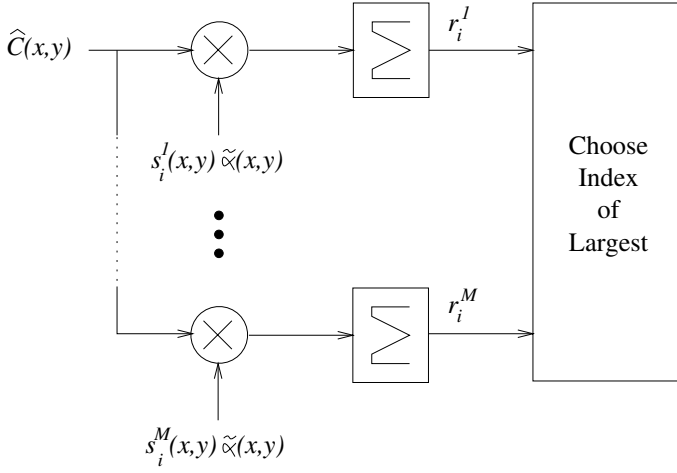 Ĉ(x,y)
r_i^1
s_i^1(x,y) α̃(x,y)
Choose
Index
of
Largest
r_i^M
s_i^M(x,y) α̃(x,y)